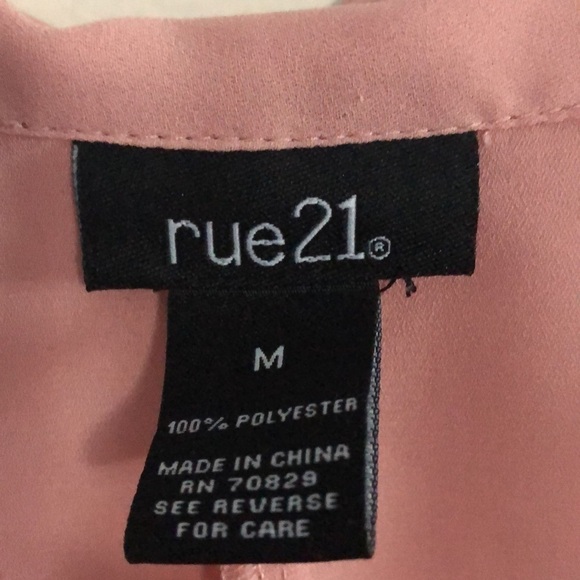 rue21®
M
100% POLYESTER
MADE IN CHINA
RN 70829
SEE REVERSE
FOR CARE